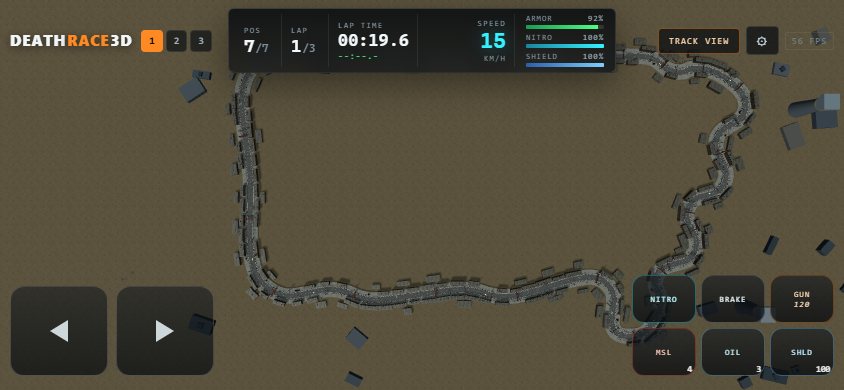 DEATHRACE3D
1 2 3
POS
7/7
LAP
1/3
LAP TIME
00:19.6
--:--.-
SPEED
15
KM/H
ARMOR 92%
NITRO 100%
SHIELD 100%
TRACK VIEW
56 FPS
NITRO
BRAKE
GUN
120
MSL
4
OIL
3
SHLD
100